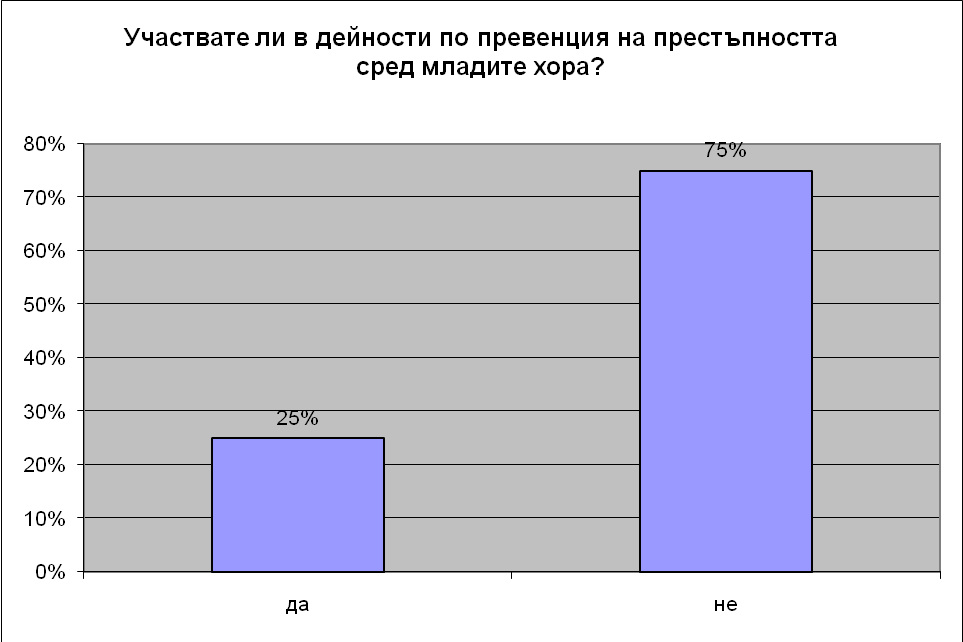 Участвате ли в дейности по превенция на престъпността
сред младите хора?
80%
75%
70%
60%
50%
40%
30%
25%
20%
10%
0%
да
не